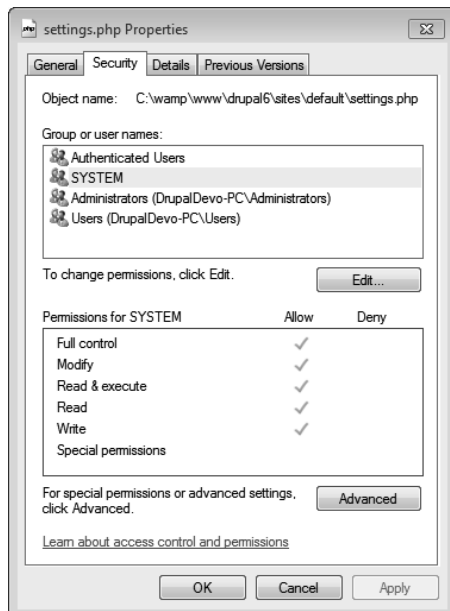 php
settings.php Properties
General Security Details Previous Versions
Object name: C:\wamp\www\drupal6\sites\default\settings.php
Group or user names:
Authenticated Users
SYSTEM
Administrators (DrupalDevo-PC\Administrators)
Users (DrupalDevo-PC\Users)
To change permissions, click Edit. Edit...
Permissions for SYSTEM Allow Deny
Full control
Modify
Read & execute
Read
Write
Special permissions
For special permissions or advanced settings, Advanced
click Advanced.
Learn about access control and permissions
OK Cancel Apply